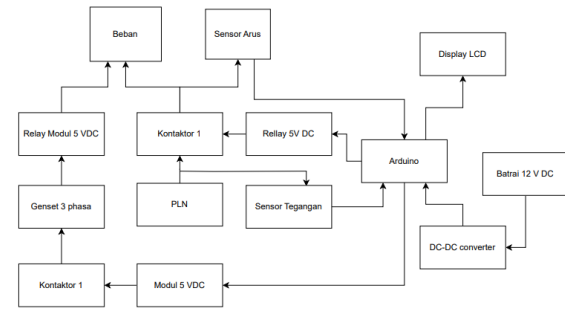 Beban
Sensor Arus
Display LCD
Relay Modul 5 VDC
Kontaktor 1
Rellay 5V DC
Arduino
Batrai 12 V DC
Genset 3 phasa
PLN
Sensor Tegangan
DC-DC converter
Kontaktor 1
Modul 5 VDC